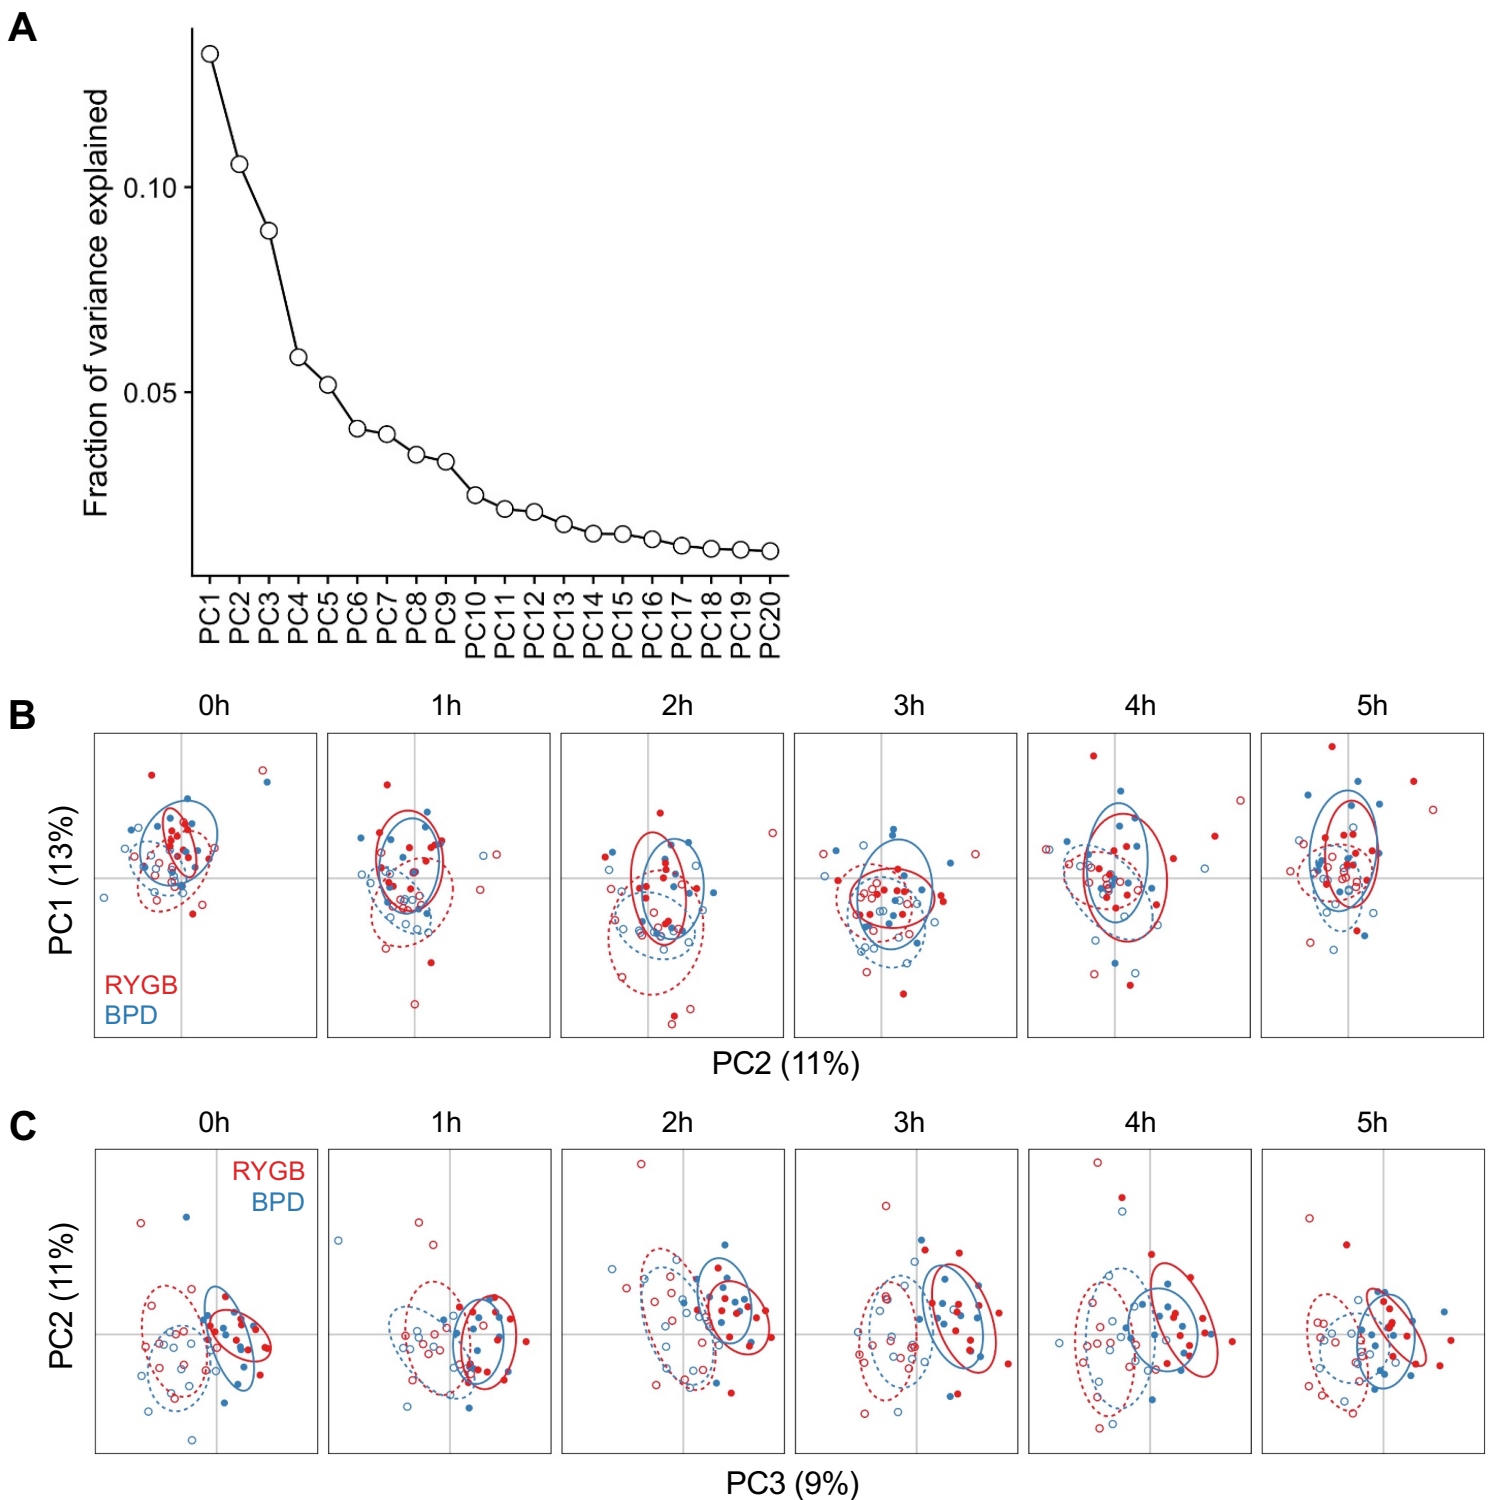 A
Fraction of variance explained
0.10
0.05
PC1
PC2
PC3
PC4
PC5
PC6
PC7
PC8
PC9
PC10
PC11
PC12
PC13
PC14
PC15
PC16
PC17
PC18
PC19
PC20
B
0h
1h
2h
3h
4h
5h
PC1 (13%)
RYGB
BPD
PC2 (11%)
C
0h
1h
2h
3h
4h
5h
RYGB
BPD
PC2 (11%)
PC3 (9%)